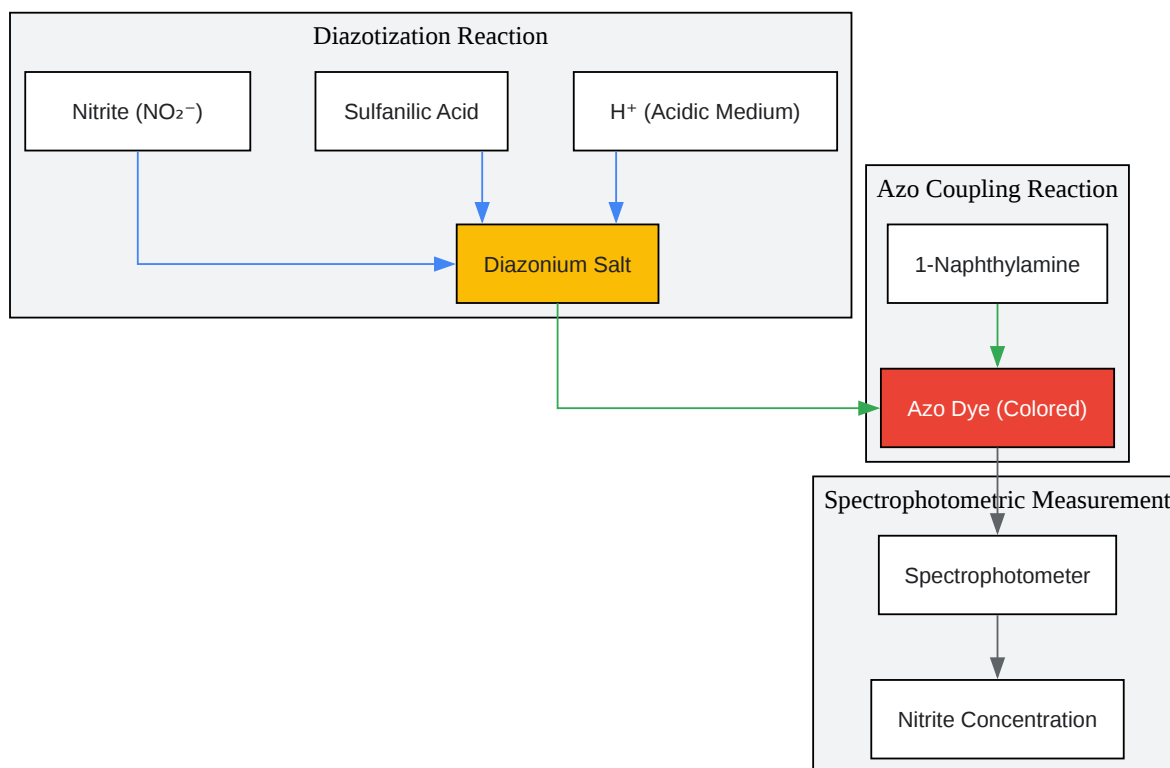 Diazotization Reaction
Nitrite (NO₂⁻)
Sulfanilic Acid
H⁺ (Acidic Medium)
Diazonium Salt
Azo Coupling Reaction
1-Naphthylamine
Azo Dye (Colored)
Spectrophotometric Measurement
Spectrophotometer
Nitrite Concentration